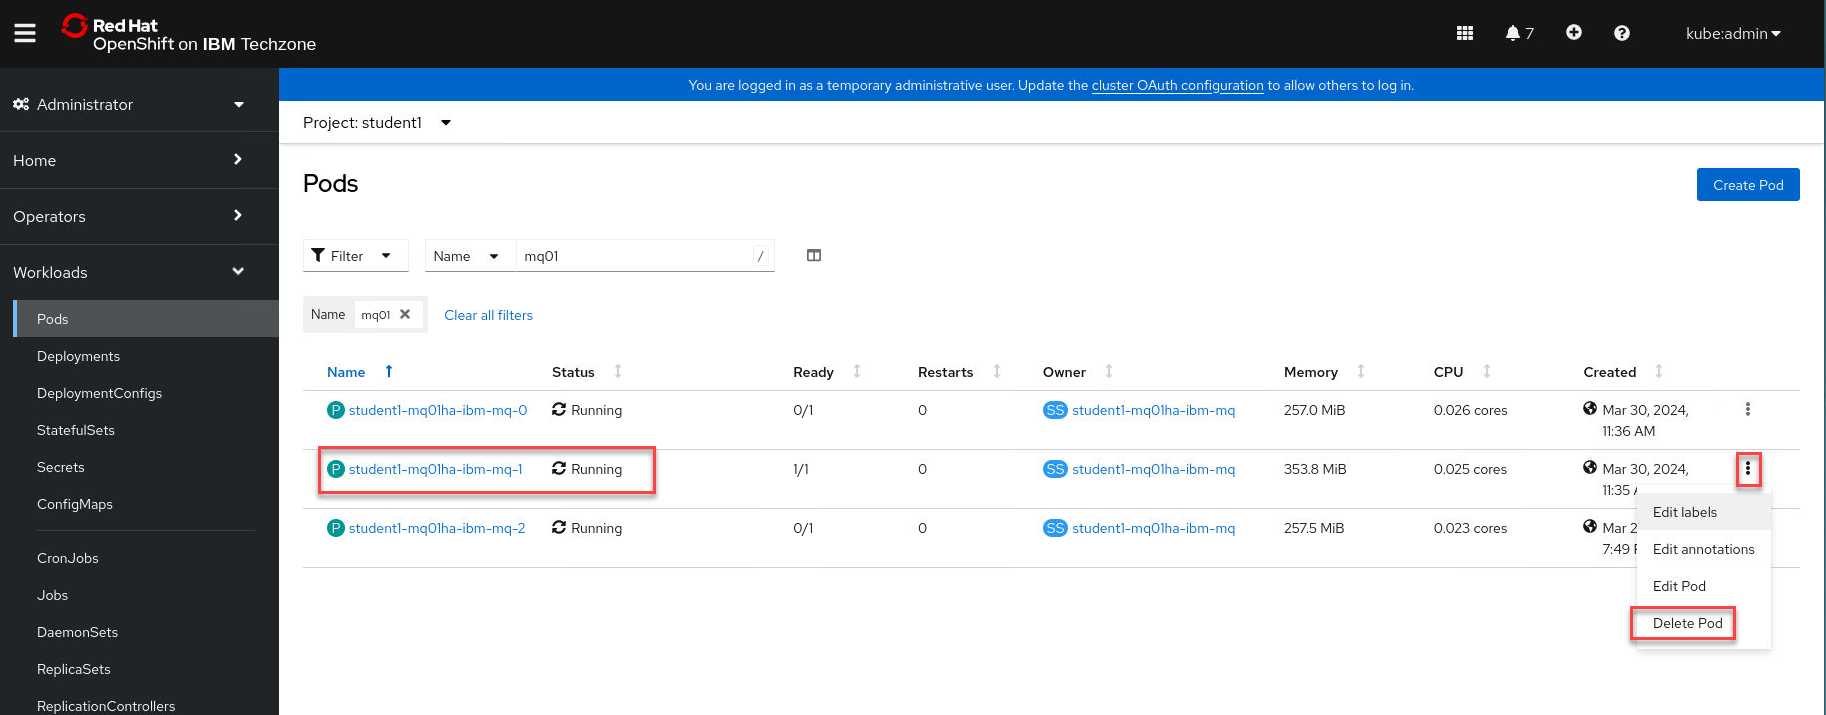 Red Hat
OpenShift on IBM Techzone
7
kube:admin
You are logged in as a temporary administrative user. Update the cluster OAuth configuration to allow others to log in.
Administrator
Home
Operators
Workloads
Pods
Deployments
DeploymentConfigs
StatefulSets
Secrets
ConfigMaps
CronJobs
Jobs
DaemonSets
ReplicaSets
ReplicationControllers
Project: student1
Pods
Create Pod
Filter Name mq01 /
Name mq01 Clear all filters
Name Status Ready Restarts Owner Memory CPU Created
P student1-mq01ha-ibm-mq-0 Running 0/1 0 SS student1-mq01ha-ibm-mq 257.0 MiB 0.026 cores Mar 30, 2024,
11:36 AM
P student1-mq01ha-ibm-mq-1 Running 1/1 0 SS student1-mq01ha-ibm-mq 353.8 MiB 0.025 cores Mar 30, 2024,
11:35
P student1-mq01ha-ibm-mq-2 Running 0/1 0 SS student1-mq01ha-ibm-mq 257.5 MiB 0.023 cores Mar 2
7:49
Edit labels
Edit annotations
Edit Pod
Delete Pod